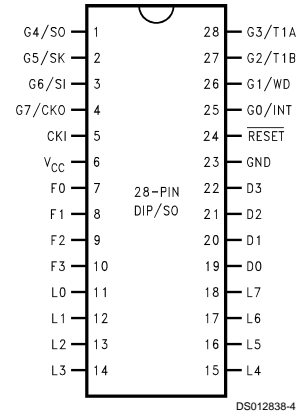 G4/SO 1 28 G3/T1A
G5/SK 2 27 G2/T1B
G6/SI 3 26 G1/WD
G7/CKO 4 25 G0/INT
CKI 5 24 RESET
VCC 6 23 GND
F0 7 28-PIN 22 D3
F1 8 DIP/SO 21 D2
F2 9 20 D1
F3 10 19 D0
L0 11 18 L7
L1 12 17 L6
L2 13 16 L5
L3 14 15 L4
DS012838-4